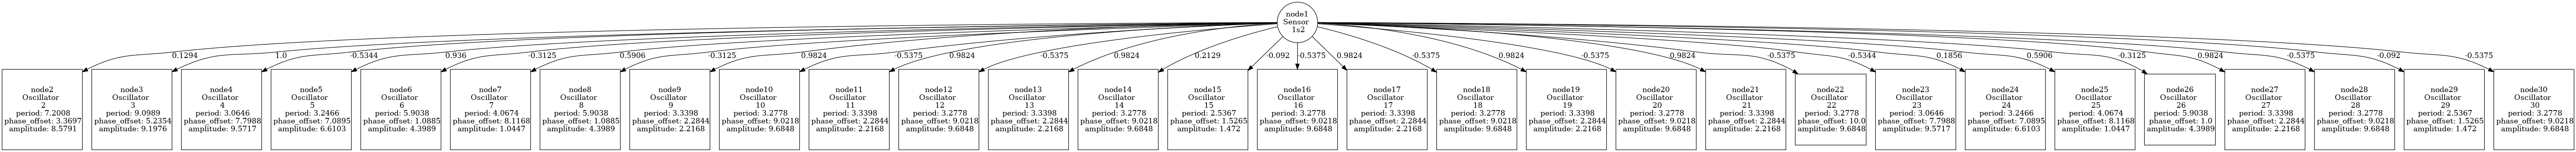 node1
Sensor
1s2
0.1294
1.0
-0.5344
0.936
-0.3125
0.5906
-0.3125
0.9824
-0.5375
0.9824
-0.5375
0.9824
0.2129
-0.092
-0.5375
0.9824
-0.5375
0.9824
-0.5375
0.9824
-0.5375
-0.5344
0.1856
0.5906
-0.3125
0.9824
-0.5375
-0.092
-0.5375
node2
Oscillator
2
period: 7.2008
phase_offset: 3.3697
amplitude: 8.5791
node3
Oscillator
3
period: 9.0989
phase_offset: 5.2354
amplitude: 9.1976
node4
Oscillator
4
period: 3.0646
phase_offset: 7.7988
amplitude: 9.5717
node5
Oscillator
5
period: 3.2466
phase_offset: 7.0895
amplitude: 6.6103
node6
Oscillator
6
period: 5.9038
phase_offset: 1.0885
amplitude: 4.3989
node7
Oscillator
7
period: 4.0674
phase_offset: 8.1168
amplitude: 1.0447
node8
Oscillator
8
period: 5.9038
phase_offset: 1.0885
amplitude: 4.3989
node9
Oscillator
9
period: 3.3398
phase_offset: 2.2844
amplitude: 2.2168
node10
Oscillator
10
period: 3.2778
phase_offset: 9.0218
amplitude: 9.6848
node11
Oscillator
11
period: 3.3398
phase_offset: 2.2844
amplitude: 2.2168
node12
Oscillator
12
period: 3.2778
phase_offset: 9.0218
amplitude: 9.6848
node13
Oscillator
13
period: 3.3398
phase_offset: 2.2844
amplitude: 2.2168
node14
Oscillator
14
period: 3.2778
phase_offset: 9.0218
amplitude: 9.6848
node15
Oscillator
15
period: 2.5367
phase_offset: 1.5265
amplitude: 1.472
node16
Oscillator
16
period: 3.2778
phase_offset: 9.0218
amplitude: 9.6848
node17
Oscillator
17
period: 3.3398
phase_offset: 2.2844
amplitude: 2.2168
node18
Oscillator
18
period: 3.2778
phase_offset: 9.0218
amplitude: 9.6848
node19
Oscillator
19
period: 3.3398
phase_offset: 2.2844
amplitude: 2.2168
node20
Oscillator
20
period: 3.2778
phase_offset: 9.0218
amplitude: 9.6848
node21
Oscillator
21
period: 3.3398
phase_offset: 2.2844
amplitude: 2.2168
node22
Oscillator
22
period: 3.2778
phase_offset: 10.0
amplitude: 9.6848
node23
Oscillator
23
period: 3.0646
phase_offset: 7.7988
amplitude: 9.5717
node24
Oscillator
24
period: 3.2466
phase_offset: 7.0895
amplitude: 6.6103
node25
Oscillator
25
period: 4.0674
phase_offset: 8.1168
amplitude: 1.0447
node26
Oscillator
26
period: 5.9038
phase_offset: 1.0
amplitude: 4.3989
node27
Oscillator
27
period: 3.3398
phase_offset: 2.2844
amplitude: 2.2168
node28
Oscillator
28
period: 3.2778
phase_offset: 9.0218
amplitude: 9.6848
node29
Oscillator
29
period: 2.5367
phase_offset: 1.5265
amplitude: 1.472
node30
Oscillator
30
period: 3.2778
phase_offset: 9.0218
amplitude: 9.6848